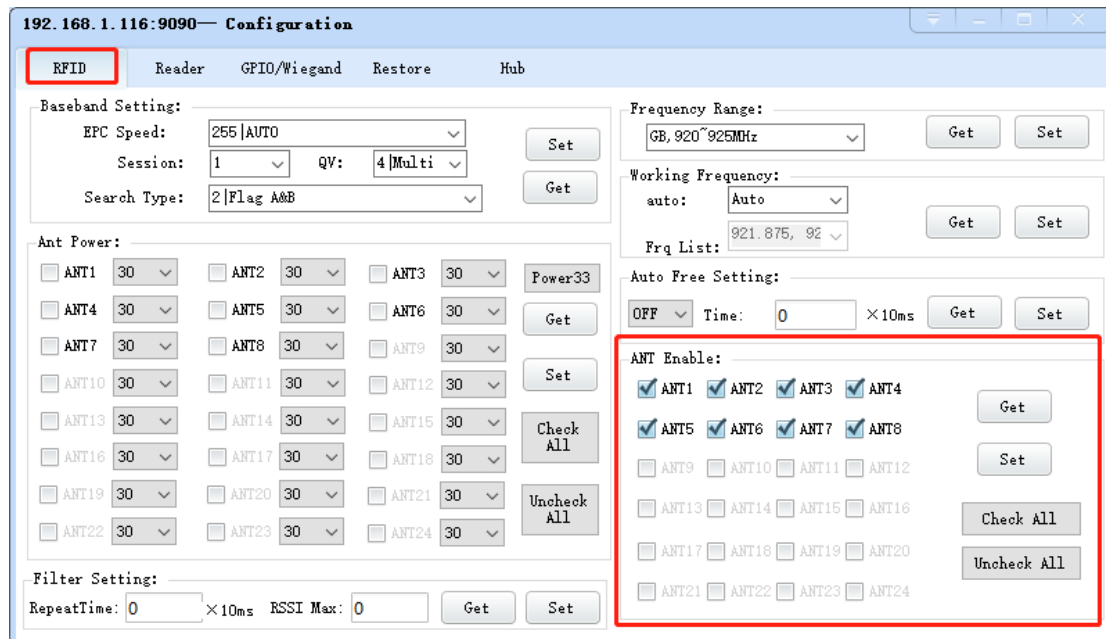 192.168.1.116:9090— Configuration
RFID Reader GPIO/Wiegand Restore Hub
Baseband Setting:
EPC Speed: 255|AUTO
Session: 1 QV: 4|Multi
Search Type: 2|Flag A&B
Set
Get
Ant Power:
ANT1 30 ANT2 30 ANT3 30 Power33
ANT4 30 ANT5 30 ANT6 30 Get
ANT7 30 ANT8 30 ANT9 30
Set
ANT10 30 ANT11 30 ANT12 30
ANT13 30 ANT14 30 ANT15 30 Check
All
ANT16 30 ANT17 30 ANT18 30
ANT19 30 ANT20 30 ANT21 30 Uncheck
All
ANT22 30 ANT23 30 ANT24 30
Filter Setting:
RepeatTime: 0 ×10ms RSSI Max: 0 Get Set
Frequency Range:
GB,920~925MHz Get Set
Working Frequency:
auto: Auto
Frq List: 921.875, 92 Get Set
Auto Free Setting:
OFF Time: 0 ×10ms Get Set
ANT Enable:
ANT1 ANT2 ANT3 ANT4
Get
ANT5 ANT6 ANT7 ANT8
Set
ANT9 ANT10 ANT11 ANT12
ANT13 ANT14 ANT15 ANT16
Check All
ANT17 ANT18 ANT19 ANT20
Uncheck All
ANT21 ANT22 ANT23 ANT24